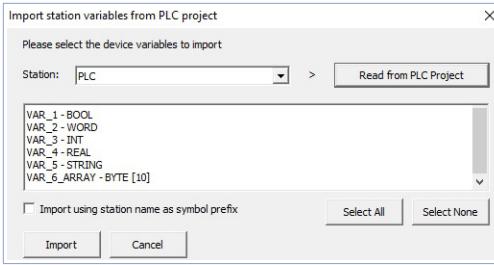 Import station variables from PLC project
Please select the device variables to import
Station: PLC > Read from PLC Project
VAR_1 - BOOL
VAR_2 - WORD
VAR_3 - INT
VAR_4 - REAL
VAR_5 - STRING
VAR_6_ARRAY - BYTE [10]
Import using station name as symbol prefix
Select All Select None
Import Cancel